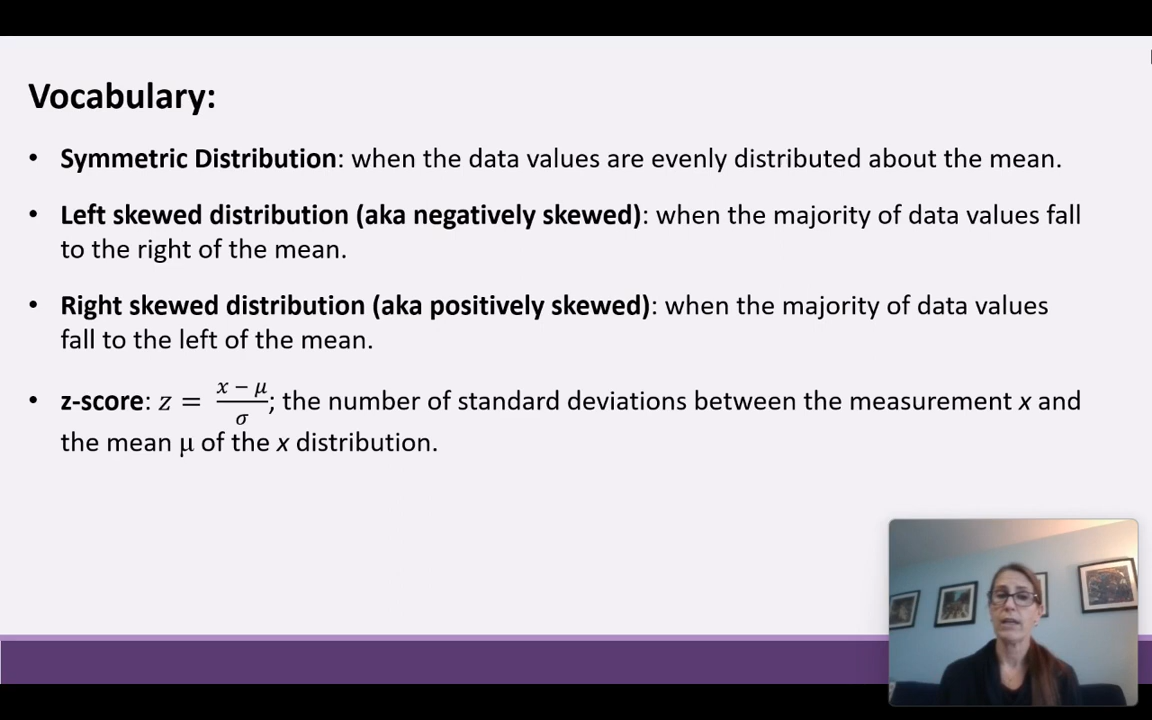 Vocabulary:
• Symmetric Distribution: when the data values are evenly distributed about the mean.
• Left skewed distribution (aka negatively skewed): when the majority of data values fall
to the right of the mean.
• Right skewed distribution (aka positively skewed): when the majority of data values
fall to the left of the mean.
• z-score: z = (x − μ)/σ; the number of standard deviations between the measurement x and
the mean μ of the x distribution.